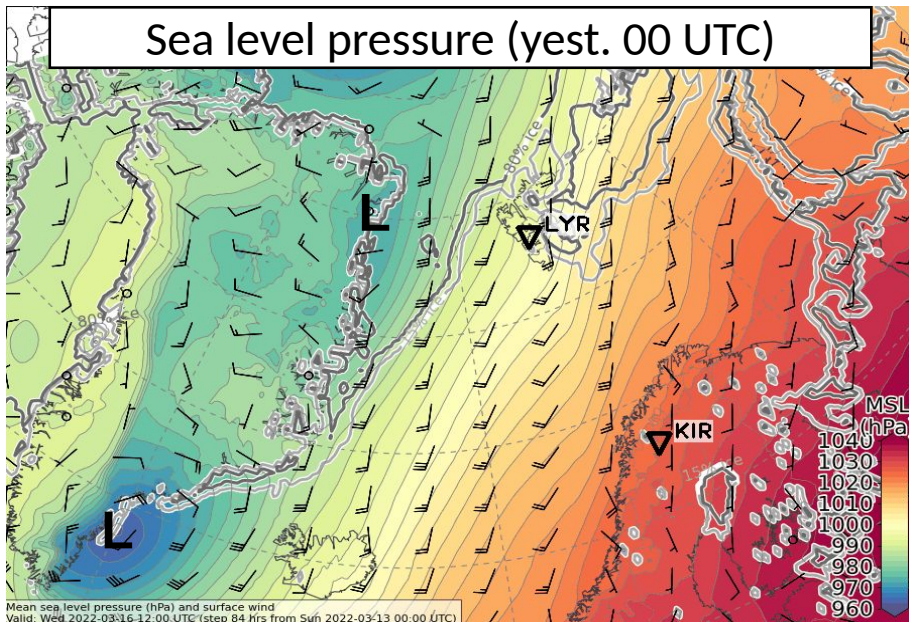 Sea level pressure (yest. 00 UTC)
80% ice
LYR
80% ice
KIR
15% ice
MSL
(hPa)
1040
1030
1020
1010
1000
990
980
970
960
L
L
Mean sea level pressure (hPa) and surface wind
Valid: Wed 2022-03-16 12:00 UTC (step 84 hrs from Sun 2022-03-13 00:00 UTC)